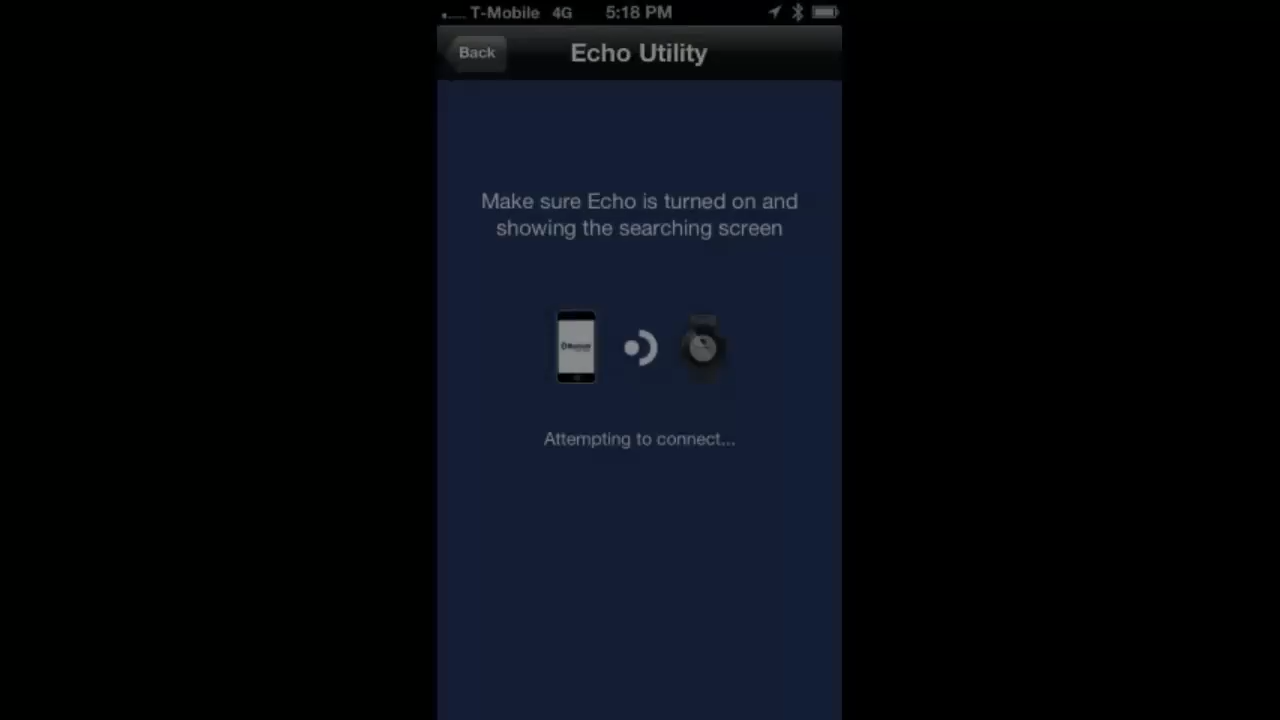 T-Mobile 4G 5:18 PM
Back
Echo Utility
Make sure Echo is turned on and
showing the searching screen
Attempting to connect...